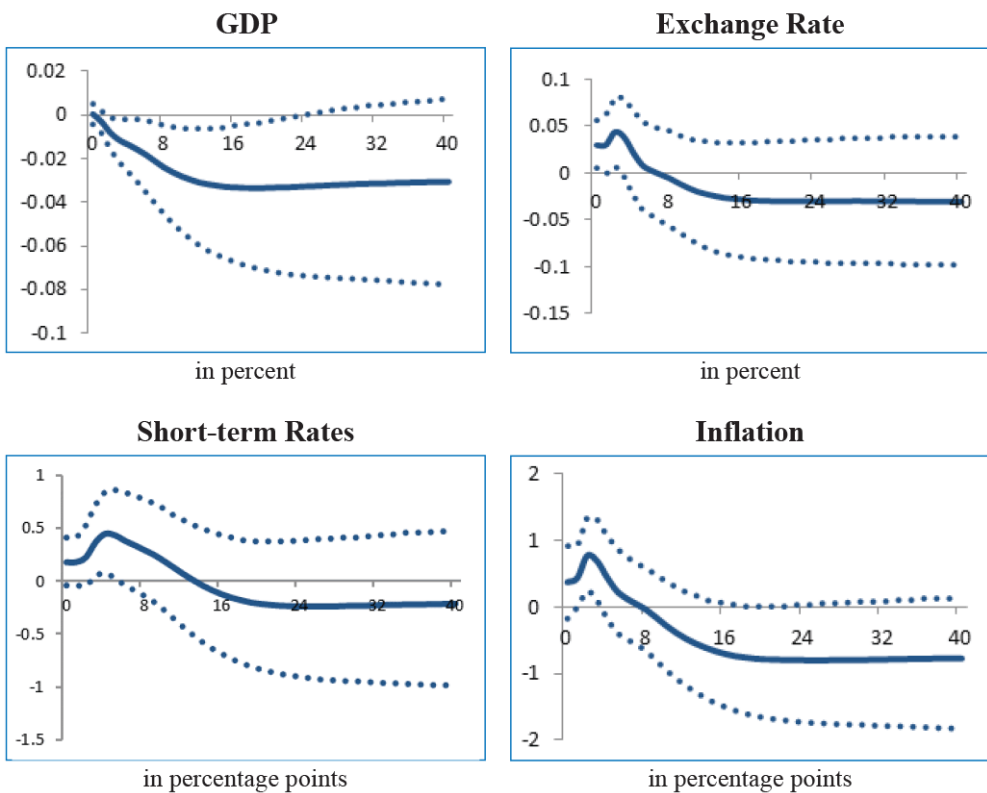 GDP
0.02
0
-0.02
-0.04
-0.06
-0.08
-0.1
0 8 16 24 32 40
in percent
Exchange Rate
0.1
0.05
0
-0.05
-0.1
-0.15
0 8 16 24 32 40
in percent
Short-term Rates
1
0.5
0
-0.5
-1
-1.5
0 8 16 24 32 40
in percentage points
Inflation
2
1
0
-1
-2
0 8 16 24 32 40
in percentage points